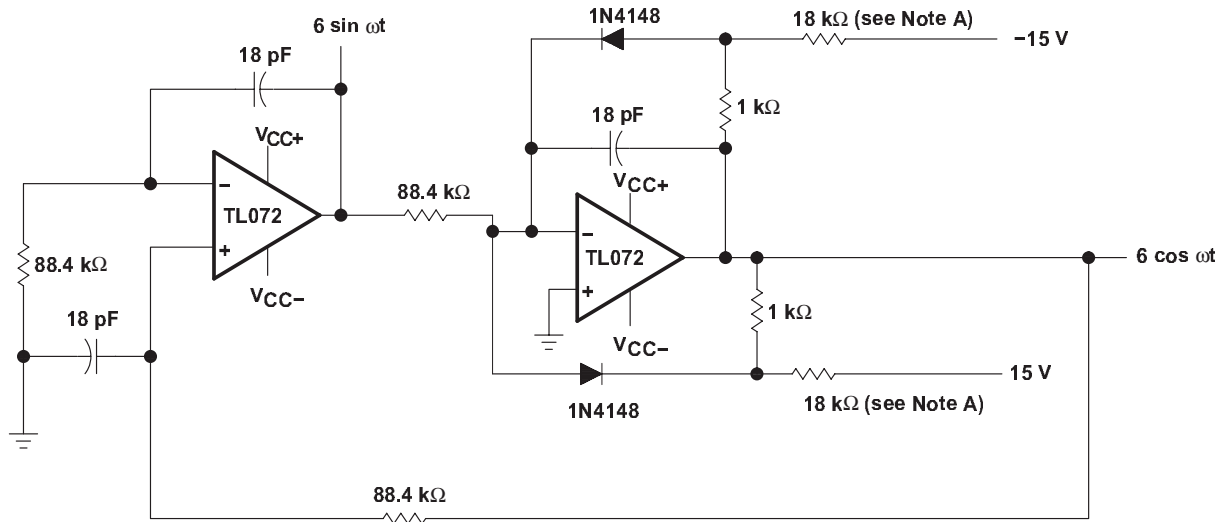 6 sin ωt
18 pF
VCC+
TL072
88.4 kΩ
−
+
VCC−
18 pF
88.4 kΩ
1N4148
18 kΩ (see Note A)
−15 V
1 kΩ
18 pF
VCC+
−
TL072
+
VCC−
6 cos ωt
1 kΩ
15 V
1N4148
18 kΩ (see Note A)
88.4 kΩ